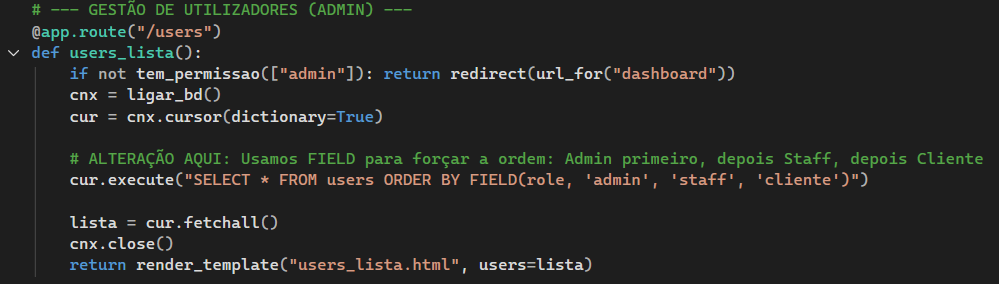 # --- GESTÃO DE UTILIZADORES (ADMIN) ---
@app.route("/users")
def users_lista():
    if not tem_permissao(["admin"]): return redirect(url_for("dashboard"))
    cnx = ligar_bd()
    cur = cnx.cursor(dictionary=True)

    # ALTERAÇÃO AQUI: Usamos FIELD para forçar a ordem: Admin primeiro, depois Staff, depois Cliente
    cur.execute("SELECT * FROM users ORDER BY FIELD(role, 'admin', 'staff', 'cliente')")

    lista = cur.fetchall()
    cnx.close()
    return render_template("users_lista.html", users=lista)